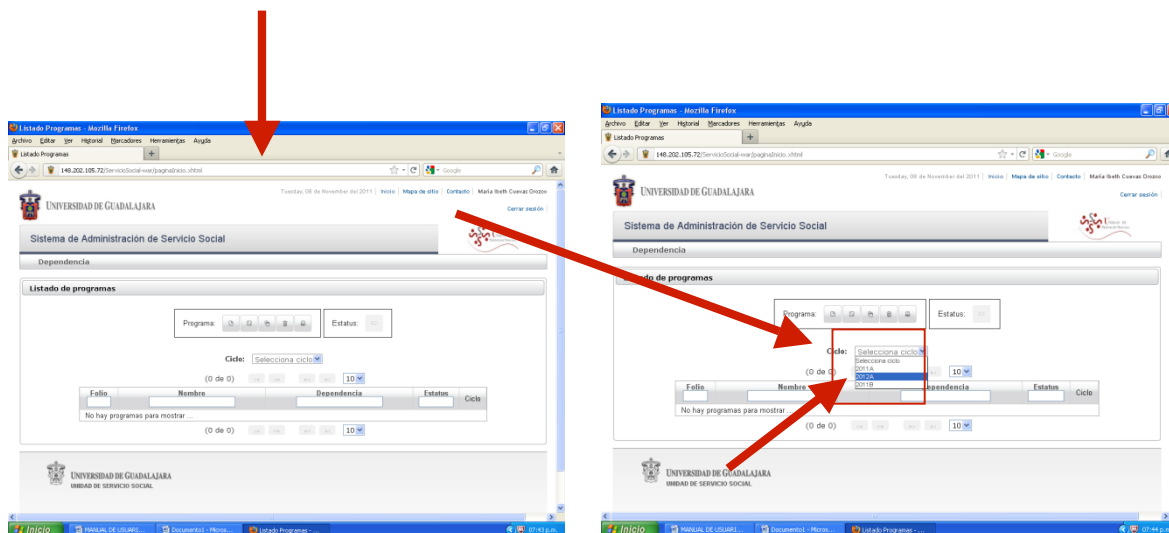 Listado Programas - Mozilla Firefox
Archivo Editar Ver Historial Marcadores Herramientas Ayuda
Listado Programas
148.202.105.72/ServicioSocial-war/paginaInicio.xhtml
Google
Tuesday, 08 de November del 2011 | Inicio | Mapa de sitio | Contacto | María Ibeth Cuevas Orozco
Cerrar sesión
UNIVERSIDAD DE GUADALAJARA
Sistema de Administración de Servicio Social
Dependencia
Listado de programas
Programa:
Estatus:
Ciclo: Selecciona ciclo
(0 de 0) 10
Folio Nombre Dependencia Estatus Ciclo
No hay programas para mostrar ...
(0 de 0) 10
UNIVERSIDAD DE GUADALAJARA
UNIDAD DE SERVICIO SOCIAL
Inicio MANUAL DE USUARI... Documento1 - Micros... Listado Programas - ... 07:43 p.m.
Listado Programas - Mozilla Firefox
Archivo Editar Ver Historial Marcadores Herramientas Ayuda
Listado Programas
148.202.105.72/ServicioSocial-war/paginaInicio.xhtml
Google
Tuesday, 08 de November del 2011 | Inicio | Mapa de sitio | Contacto | María Ibeth Cuevas Orozco
Cerrar sesión
UNIVERSIDAD DE GUADALAJARA
Sistema de Administración de Servicio Social
Dependencia
Listado de programas
Programa:
Estatus:
Ciclo: Selecciona ciclo
Selecciona ciclo
2011A
2012A
2011B
(0 de 0) 10
Folio Nombre Dependencia Estatus Ciclo
No hay programas para mostrar ...
(0 de 0) 10
UNIVERSIDAD DE GUADALAJARA
UNIDAD DE SERVICIO SOCIAL
Inicio MANUAL DE USUARI... Documento1 - Micros... Listado Programas - ... 07:44 p.m.